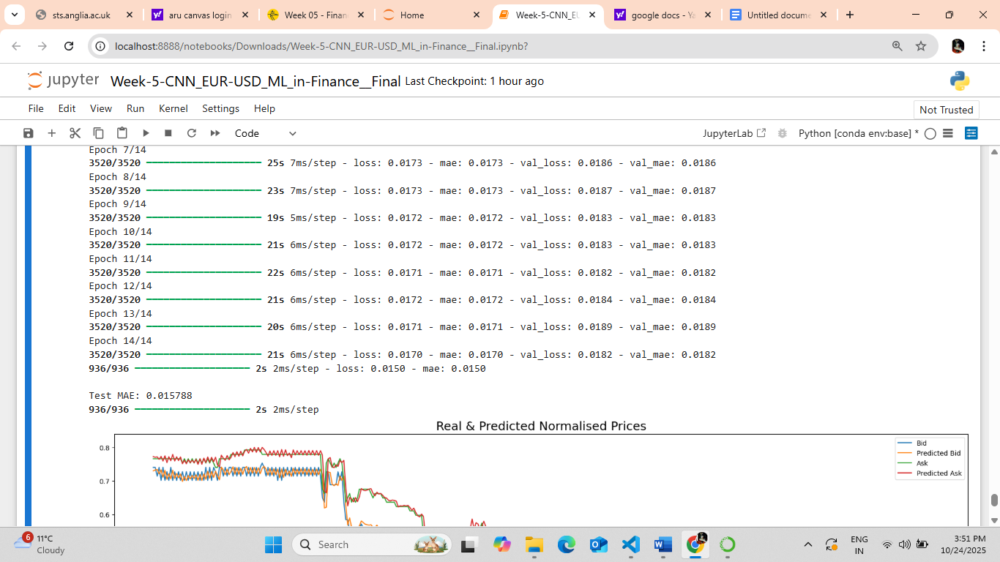 sts.anglia.ac.uk
aru canvas login
Week 05 - Finan
Home
Week-5-CNN_EU
google docs - Ya
Untitled docume
localhost:8888/notebooks/Downloads/Week-5-CNN_EUR-USD_ML_in-Finance__Final.ipynb?
jupyter Week-5-CNN_EUR-USD_ML_in-Finance__Final Last Checkpoint: 1 hour ago
File Edit View Run Kernel Settings Help
Not Trusted
Code
JupyterLab
Python [conda env:base] *
Epoch 7/14
3520/3520 25s 7ms/step - loss: 0.0173 - mae: 0.0173 - val_loss: 0.0186 - val_mae: 0.0186
Epoch 8/14
3520/3520 23s 7ms/step - loss: 0.0173 - mae: 0.0173 - val_loss: 0.0187 - val_mae: 0.0187
Epoch 9/14
3520/3520 19s 5ms/step - loss: 0.0172 - mae: 0.0172 - val_loss: 0.0183 - val_mae: 0.0183
Epoch 10/14
3520/3520 21s 6ms/step - loss: 0.0172 - mae: 0.0172 - val_loss: 0.0183 - val_mae: 0.0183
Epoch 11/14
3520/3520 22s 6ms/step - loss: 0.0171 - mae: 0.0171 - val_loss: 0.0182 - val_mae: 0.0182
Epoch 12/14
3520/3520 21s 6ms/step - loss: 0.0172 - mae: 0.0172 - val_loss: 0.0184 - val_mae: 0.0184
Epoch 13/14
3520/3520 20s 6ms/step - loss: 0.0171 - mae: 0.0171 - val_loss: 0.0189 - val_mae: 0.0189
Epoch 14/14
3520/3520 21s 6ms/step - loss: 0.0170 - mae: 0.0170 - val_loss: 0.0182 - val_mae: 0.0182
936/936 2s 2ms/step - loss: 0.0150 - mae: 0.0150
Test MAE: 0.015788
936/936 2s 2ms/step
Real & Predicted Normalised Prices
0.8
0.7
0.6
Bid
Predicted Bid
Ask
Predicted Ask
6
11°C
Cloudy
Search
ENG
IN
3:51 PM
10/24/2025